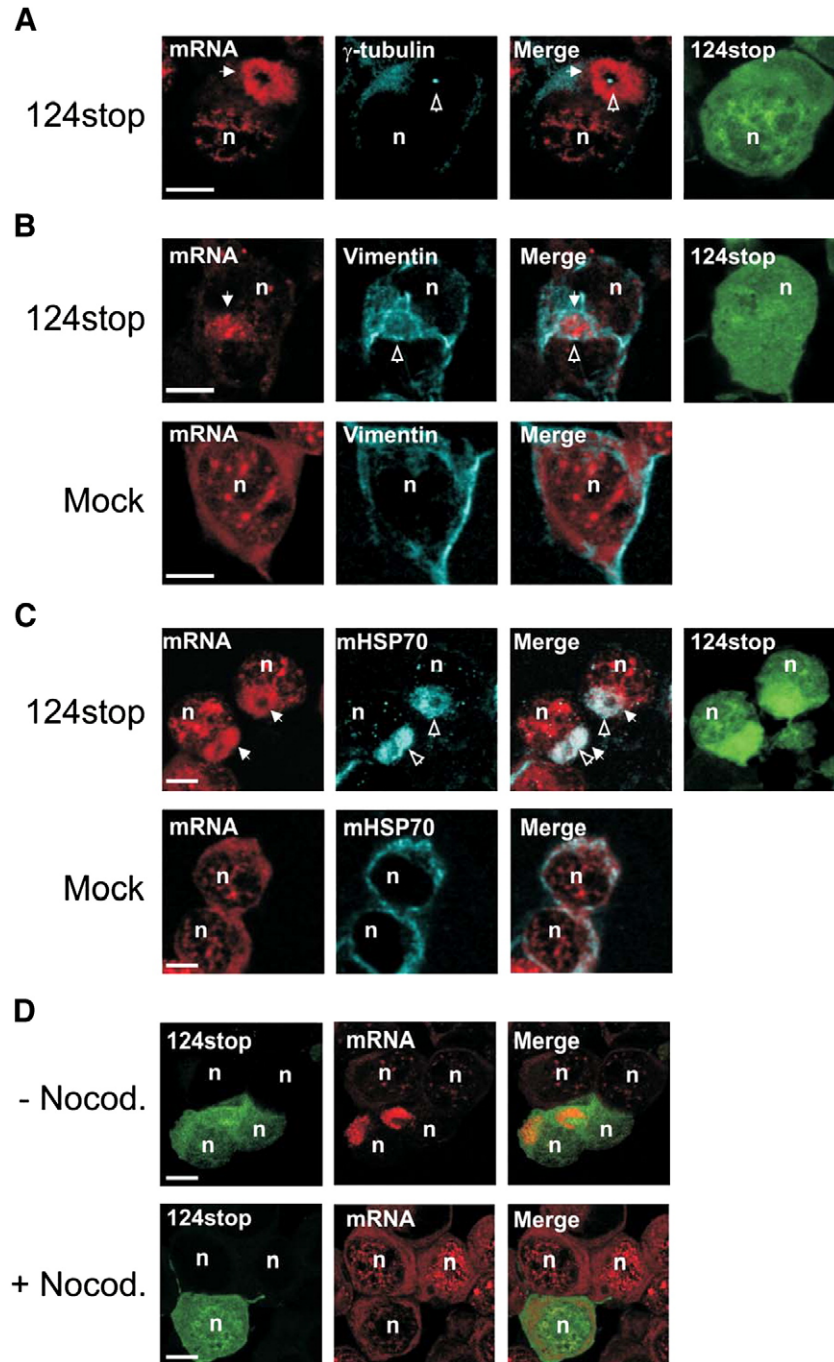 A
124stop
mRNA γ-tubulin Merge 124stop
n n n n
B
124stop
mRNA Vimentin Merge 124stop
n n n n
Mock
mRNA Vimentin Merge
n n n
C
124stop
mRNA mHSP70 Merge 124stop
n n n n
n n n n
Mock
mRNA mHSP70 Merge
n n n
n n n
D
- Nocod.
124stop mRNA Merge
n n n n n n
n n n n n n
+ Nocod.
124stop mRNA Merge
n n n n n n
n n n